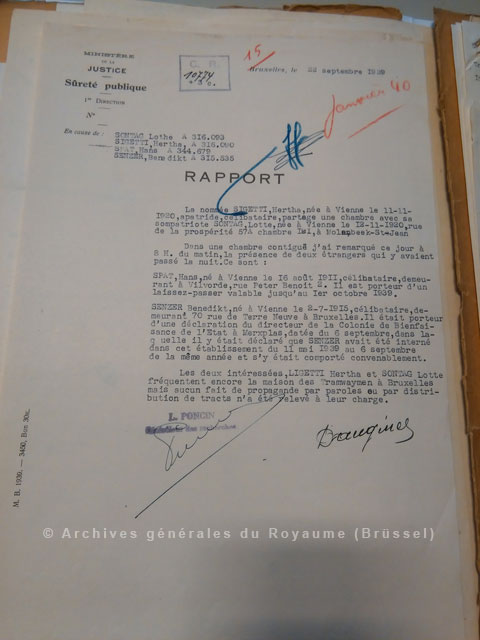 MINISTÈRE
DE LA
JUSTICE
Sûreté publique
1re DIRECTION
N°
En cause de :
C. R.
10774
15
Bruxelles, le 22 septembre 1939
Janvier 40
SONTAG Lothe A 316.093
SIGETTI,Herthe, A 316.090
SPAT,Hans A 344.679
SENZER,Benedikt A 315.535
RAPPORT
La nommée SIGETTI,Hertha,née à Vienne le 11-11-
1920,apatride,célibataire,partage une chambre avec sa
compatriote SONTAG,Lotte,née à Vienne le 12-11-1920,rue
de la prospérité 57A chambre à Molenbeek-St-Jean
Dans une chambre contiguë j'ai remarqué ce jour à
8 H. du matin,la présence de deux étrangers qui y avaient
passé la nuit.Ce sont :
SPAT,Hans,né à Vienne le 16 août 1911,célibataire,demeu-
rant à Vilvorde,rue Peter Benoit 2. Il est porteur d'un
laissez-passer valable jusqu'au 1er octobre 1939.
SENZER Benedikt,né à Vienne le 2-7-1915,célibataire,de-
meurant 70 rue de Terre Neuve à Bruxelles.Il était porteur
d'une déclaration du directeur de la Colonie de Bienfai-
sance de l'Etat à Merxplas,datée du 6 septembre,dans la-
q uelle il y était déclaré que SENZER avait été interné
dans cet établissement du 11 mai 1939 au 6 septembre
de la même année et s'y était comporté convenablement.
Les deux intéressées,LIGETTI Hertha et SONTAG Lotte
fréquentent encore la maison des Tramwaymen à Bruxelles
mais aucun fait de propagande par paroles ou par distri-
bution de tracts n'a été relevé à leur charge.
L. PONCIN
M. B. 1939. — 3450, Bon 30a.
© Archives générales du Royaume (Brüssel)